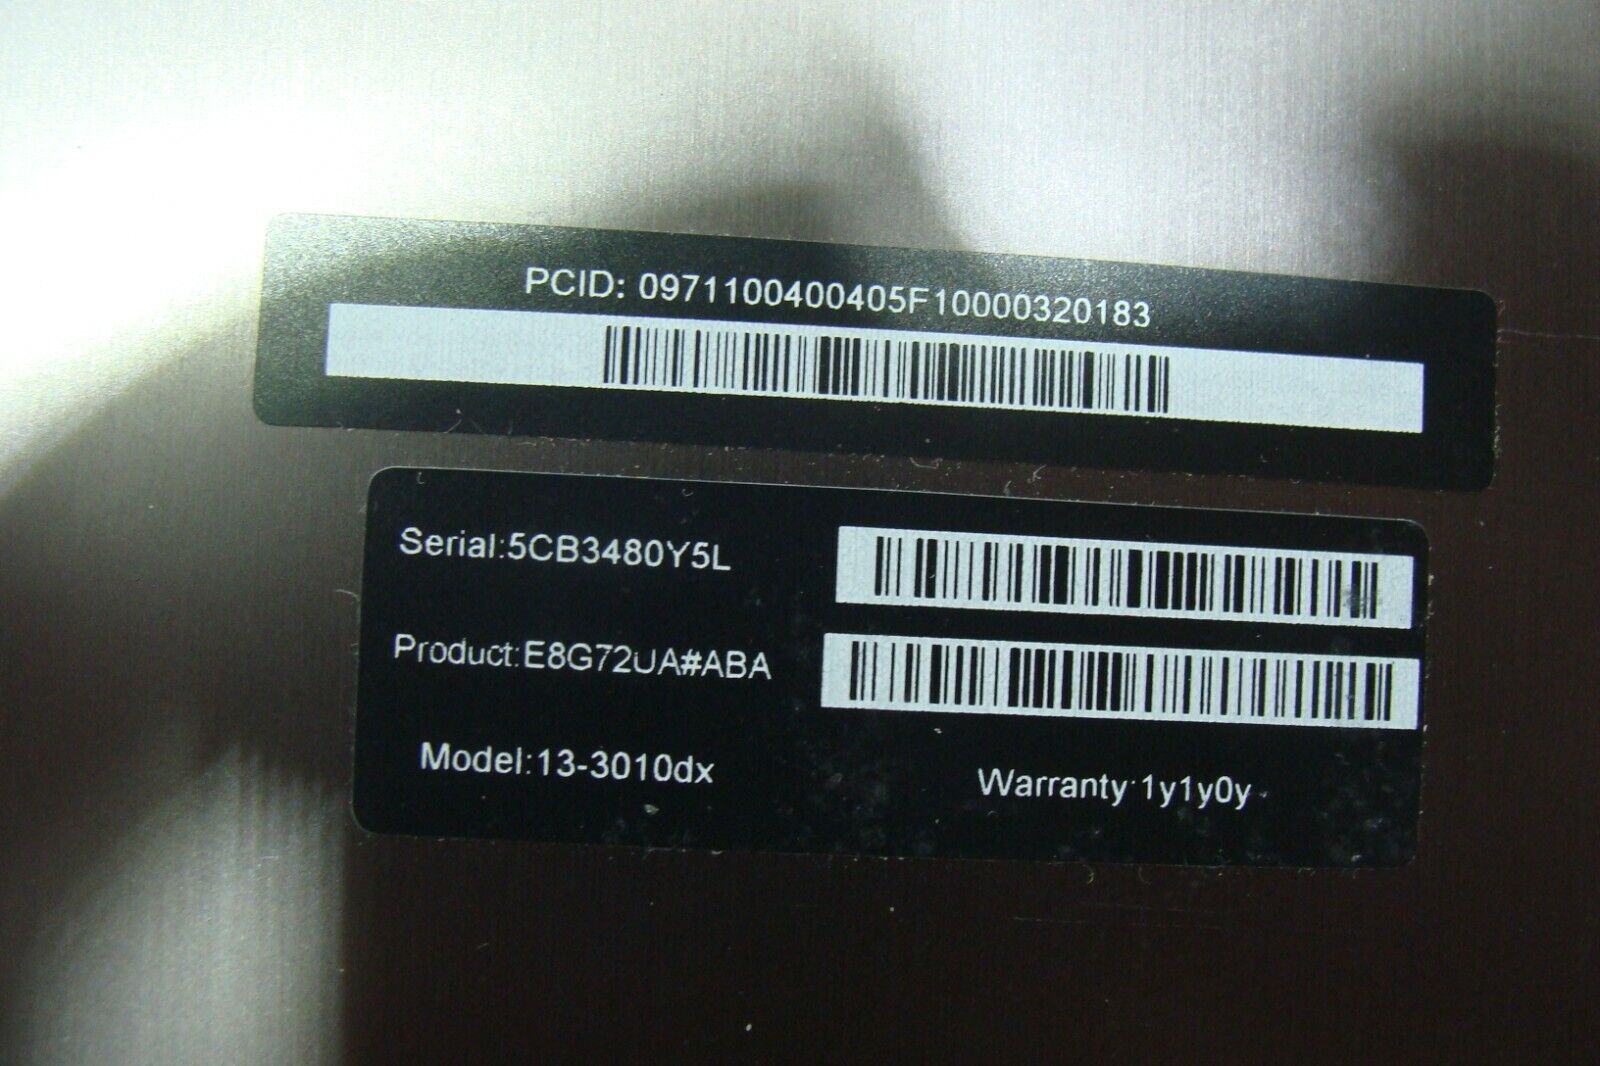 PCID: 0971100400405F10000320183
Serial:5CB3480Y5L
Product:E8G72UA#ABA
Model:13-3010dx
Warranty:1y1y0y